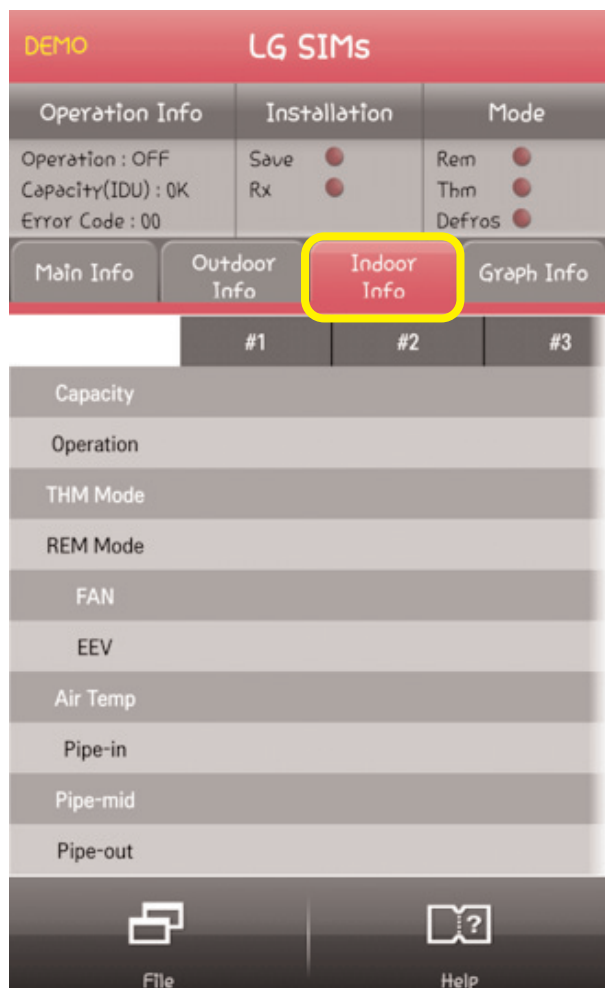 DEMO LG SIMs
Operation Info Installation Mode
Operation : OFF Save Rem
Capacity(IDU) : 0K Rx Thm
Error Code : 00 Defros
Main Info Outdoor Info Indoor Info Graph Info
#1 #2 #3
Capacity
Operation
THM Mode
REM Mode
FAN
EEV
Air Temp
Pipe-in
Pipe-mid
Pipe-out
File Help